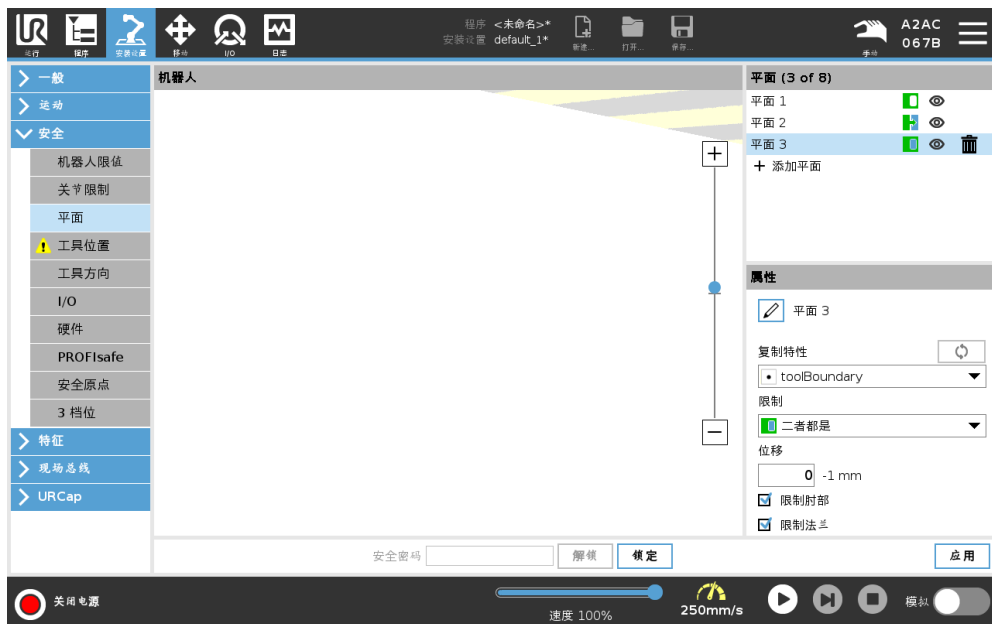 程序 <未命名>*
安装设置 default_1*
新建...
打开...
保存...
A2AC
067B
运行
程序
安装设置
移动
I/O
日志
手动
一般
运动
安全
机器人限值
关节限制
平面
工具位置
工具方向
I/O
硬件
PROFIsafe
安全原点
3 档位
特征
现场总线
URCap
机器人
平面 (3 of 8)
平面 1
平面 2
平面 3
添加平面
属性
平面 3
复制特性
toolBoundary
限制
二者都是
位移
0 -1 mm
限制肘部
限制法兰
安全密码
解锁
锁定
应用
关闭电源
速度 100%
250mm/s
模拟